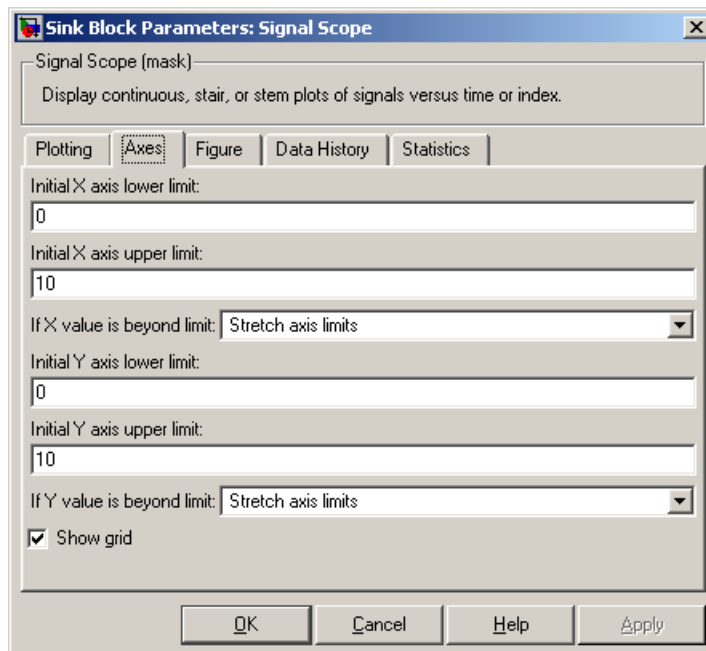 Sink Block Parameters: Signal Scope
Signal Scope (mask)
Display continuous, stair, or stem plots of signals versus time or index.
Plotting Axes Figure Data History Statistics
Initial X axis lower limit:
0
Initial X axis upper limit:
10
If X value is beyond limit: Stretch axis limits
Initial Y axis lower limit:
0
Initial Y axis upper limit:
10
If Y value is beyond limit: Stretch axis limits
Show grid
OK Cancel Help Apply